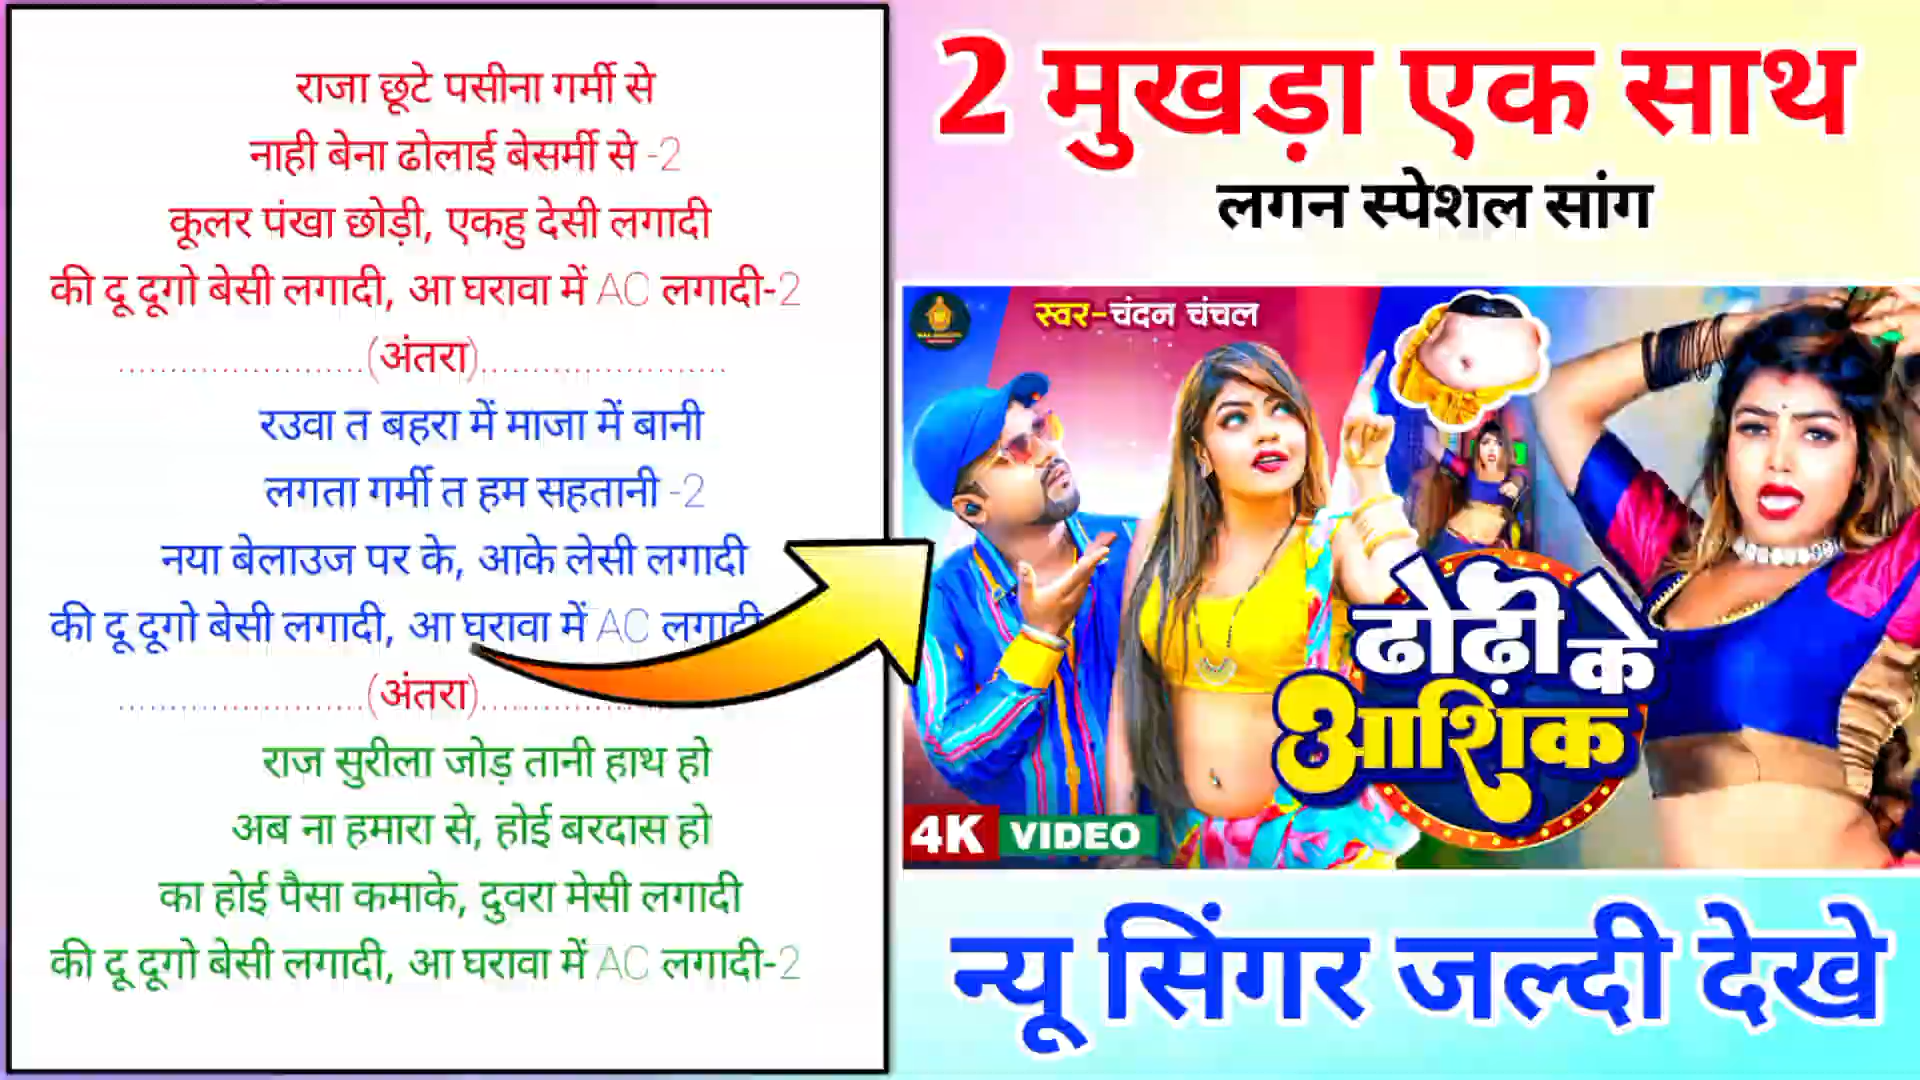 राजा छूटे पसीना गर्मी से
नाही बेना ढोलाई बेसर्मी से -2
कूलर पंखा छोड़ी, एकहु देसी लगादी
की दू दूगो बेसी लगादी, आ घरावा में AC लगादी-2
........................(अंतरा)........................
रउवा त बहरा में माजा में बानी
लगता गर्मी त हम सहतानी -2
नया बेलाउज पर के, आके लेसी लगादी
की दू दूगो बेसी लगादी, आ घरावा में AC लगादी
........................(अंतरा)........................
राज सुरीला जोड़ तानी हाथ हो
अब ना हमारा से, होई बरदास हो
का होई पैसा कमाके, दुवरा मेसी लगादी
की दू दूगो बेसी लगादी, आ घरावा में AC लगादी-2
2 मुखड़ा एक साथ
लगन स्पेशल सांग
स्वर-चंदन चंचल
ढोढ़ी के
आशिक
4K VIDEO
न्यू सिंगर जल्दी देखे